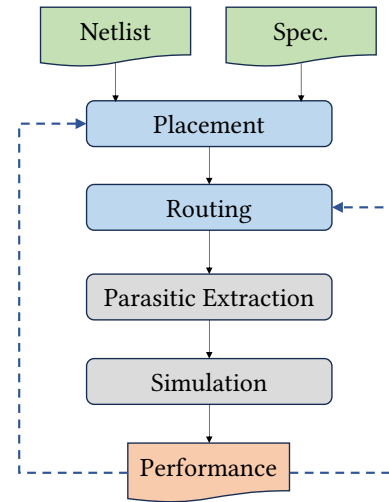 Netlist
Spec.
Placement
Routing
Parasitic Extraction
Simulation
Performance